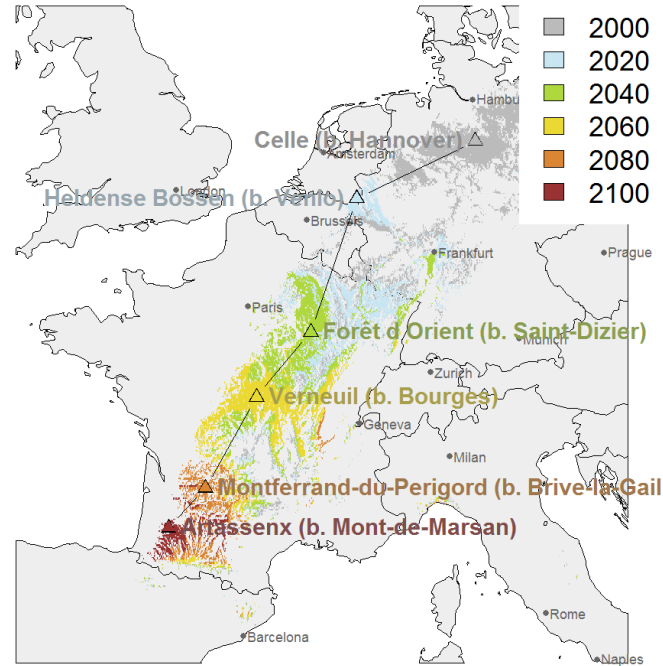 2000
2020
2040
2060
2080
2100
Hambu
Celle (b. Hannover)
Amsterdam
London
Heldense Bossen (b. Venlo)
Brussels
Frankfurt
Prague
Paris
Forêt d Orient (b. Saint-Dizier)
Munich
Zurich
Verneuil (b. Bourges)
Geneva
Milan
Montferrand-du-Perigord (b. Brive-la-Gail
Artassenx (b. Mont-de-Marsan)
Rome
Barcelona
Naples